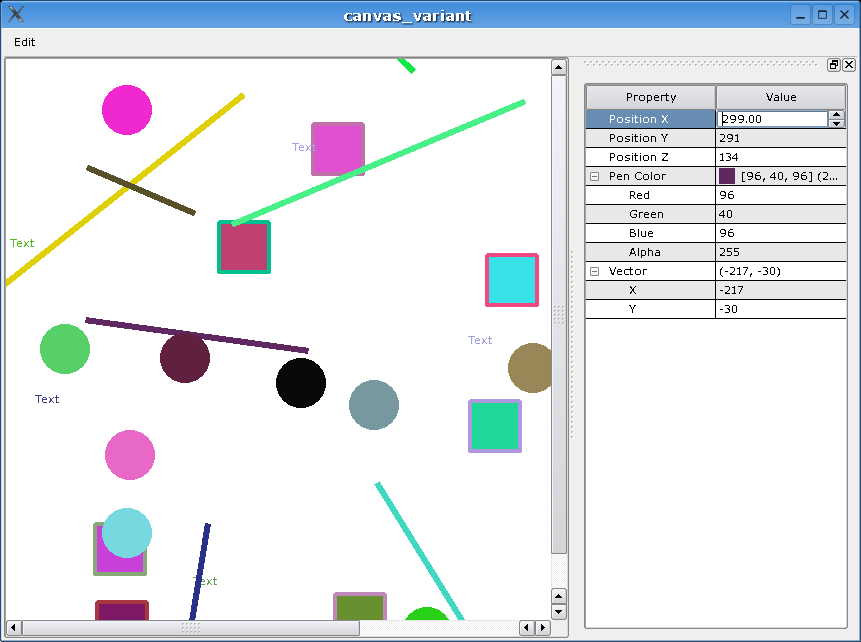 canvas_variant
Edit
Text
Text
Text
Text
Text
Property Value
Position X 299.00
Position Y 291
Position Z 134
Pen Color [96, 40, 96] (2...
Red 96
Green 40
Blue 96
Alpha 255
Vector (-217, -30)
X -217
Y -30